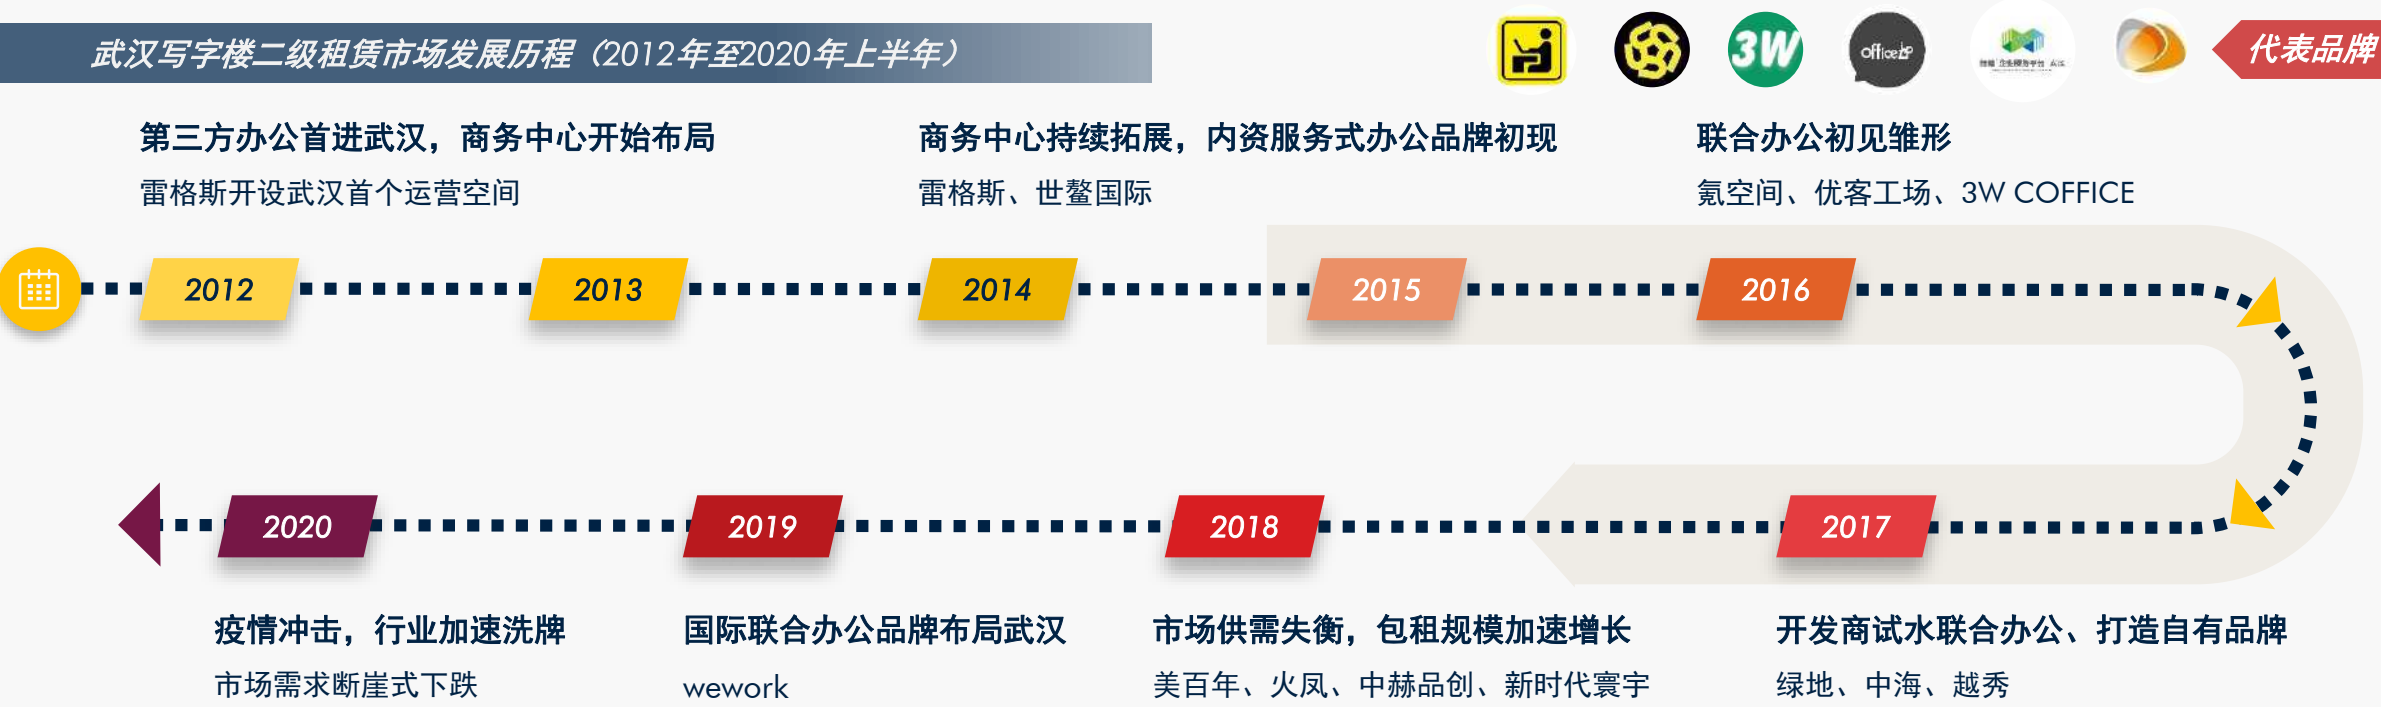 武汉写字楼二级租赁市场发展历程（2012年至2020年上半年）
3W
office
代表品牌
第三方办公首进武汉，商务中心开始布局
雷格斯开设武汉首个运营空间
商务中心持续拓展，内资服务式办公品牌初现
雷格斯、世鳌国际
联合办公初见雏形
氪空间、优客工场、3W COFFICE
2012
2013
2014
2015
2016
2020
2019
2018
2017
疫情冲击，行业加速洗牌
市场需求断崖式下跌
国际联合办公品牌布局武汉
wework
市场供需失衡，包租规模加速增长
美百年、火凤、中赫品创、新时代寰宇
开发商试水联合办公、打造自有品牌
绿地、中海、越秀